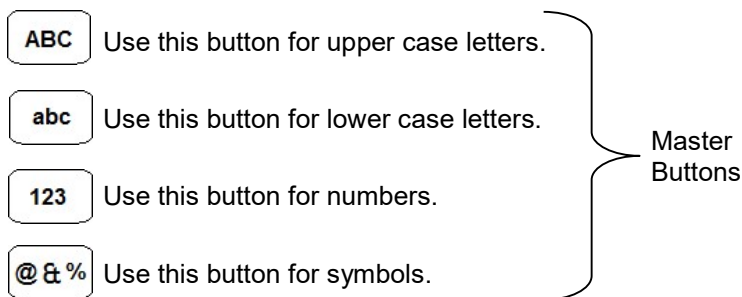 ABC Use this button for upper case letters.
abc Use this button for lower case letters.
Master
Buttons
123 Use this button for numbers.
@ & % Use this button for symbols.